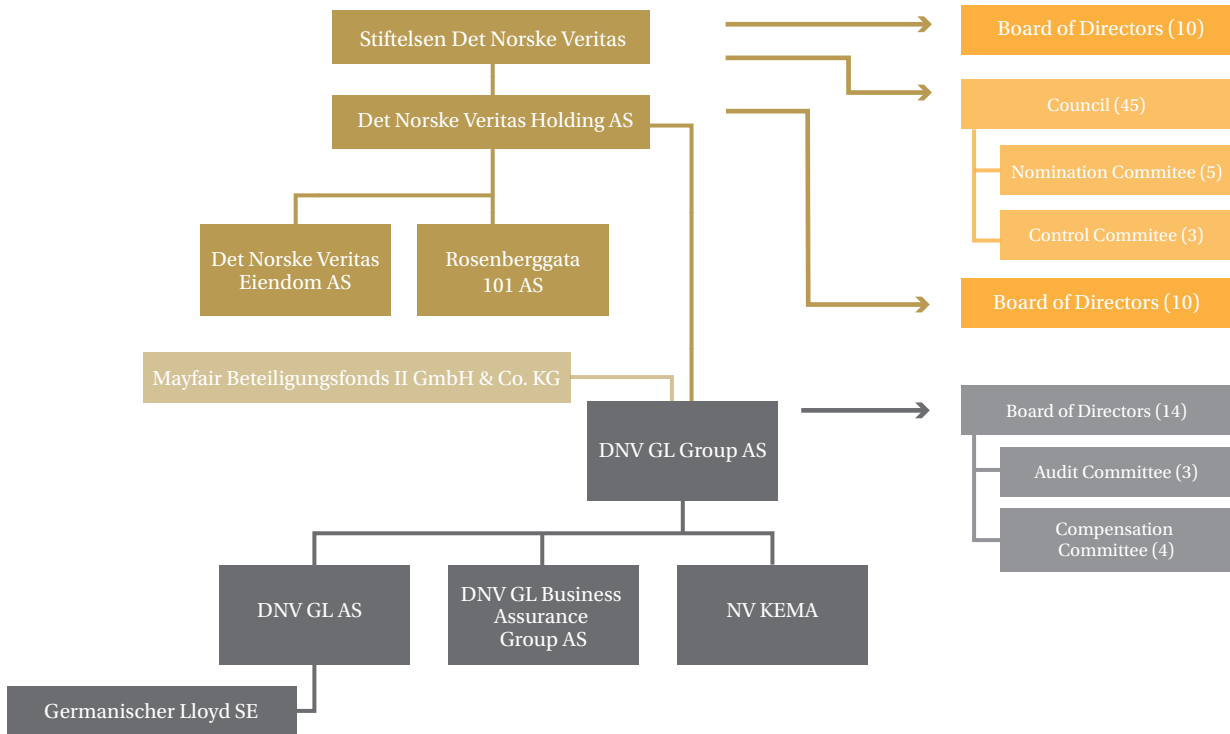 Stiftelsen Det Norske Veritas
Board of Directors (10)
Det Norske Veritas Holding AS
Council (45)
Nomination Commitee (5)
Control Commitee (3)
Det Norske Veritas
Eiendom AS
Rosenberggata
101 AS
Board of Directors (10)
Mayfair Beteiligungsfonds II GmbH & Co. KG
DNV GL Group AS
Board of Directors (14)
Audit Committee (3)
Compensation
Committee (4)
DNV GL AS
DNV GL Business
Assurance
Group AS
NV KEMA
Germanischer Lloyd SE